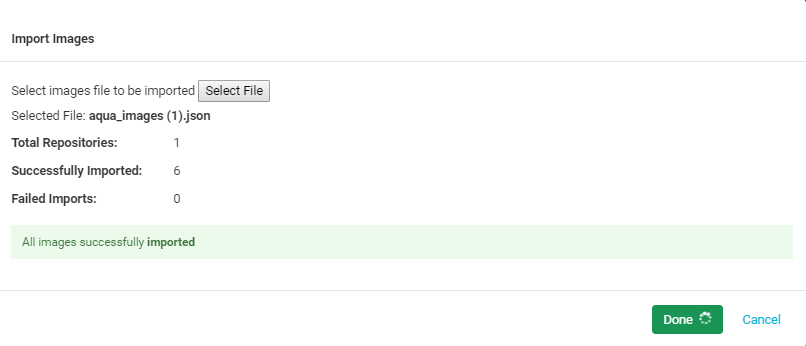 Import Images
Select images file to be imported Select File
Selected File: aqua_images (1).json
Total Repositories: 1
Successfully Imported: 6
Failed Imports: 0
All images successfully imported
Done Cancel